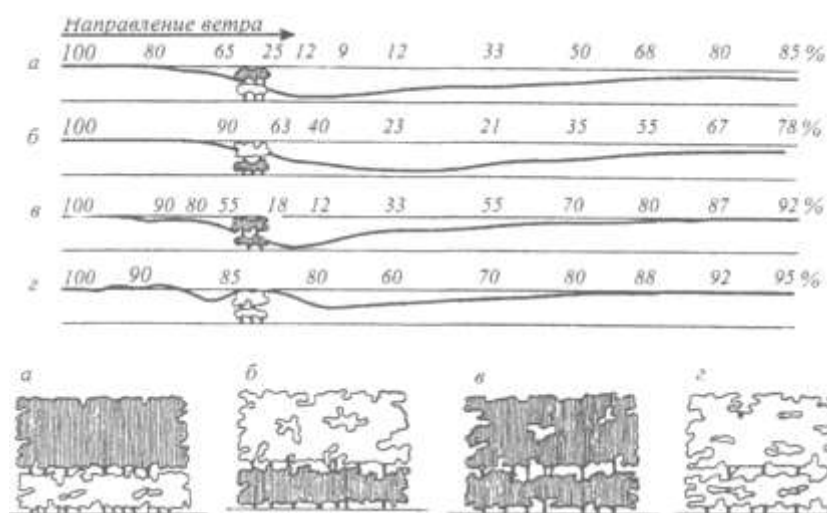 Направление ветра
100 80 65 25 12 9 12 33 50 68 80 85 %
а
100 90 63 40 23 21 35 55 67 78 %
б
100 90 80 55 18 12 33 55 70 80 87 92 %
в
100 90 85 80 60 70 80 88 92 95 %
г
а б в г